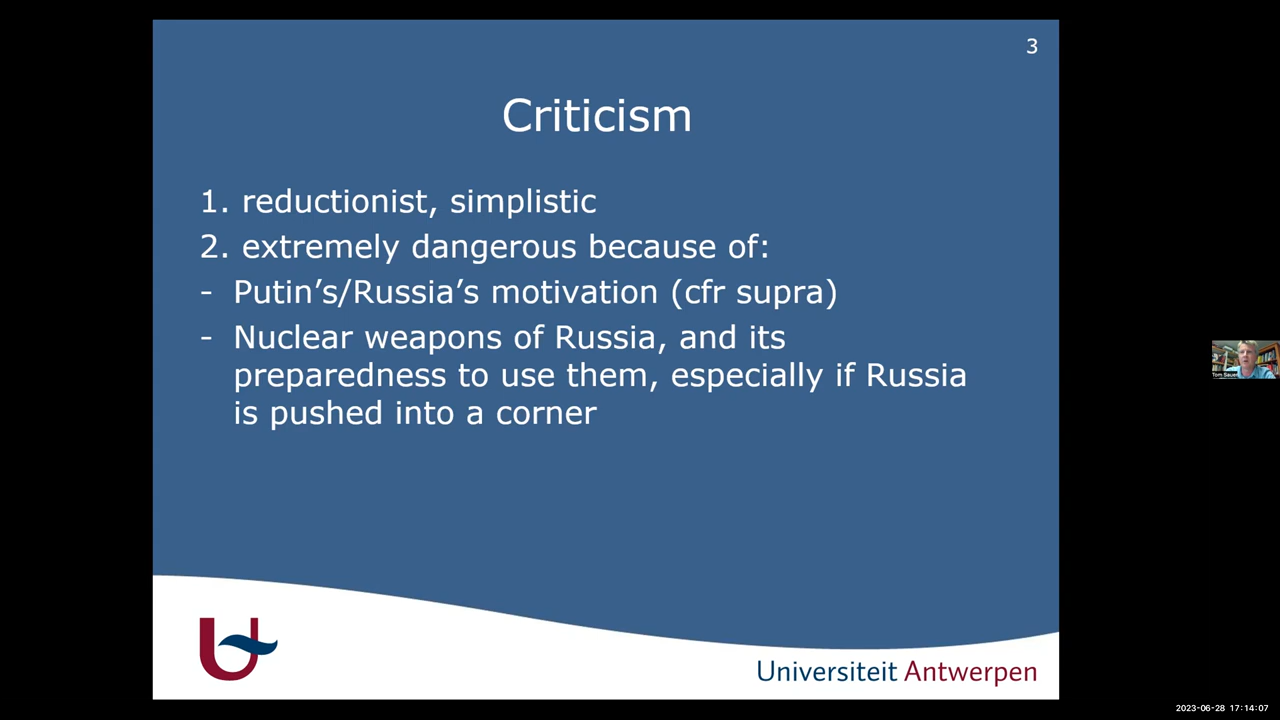 3
Criticism
1. reductionist, simplistic
2. extremely dangerous because of:
- Putin’s/Russia’s motivation (cfr supra)
- Nuclear weapons of Russia, and its
preparedness to use them, especially if Russia
is pushed into a corner
Tom Sauer
Universiteit Antwerpen
2023-06-28 17:14:07